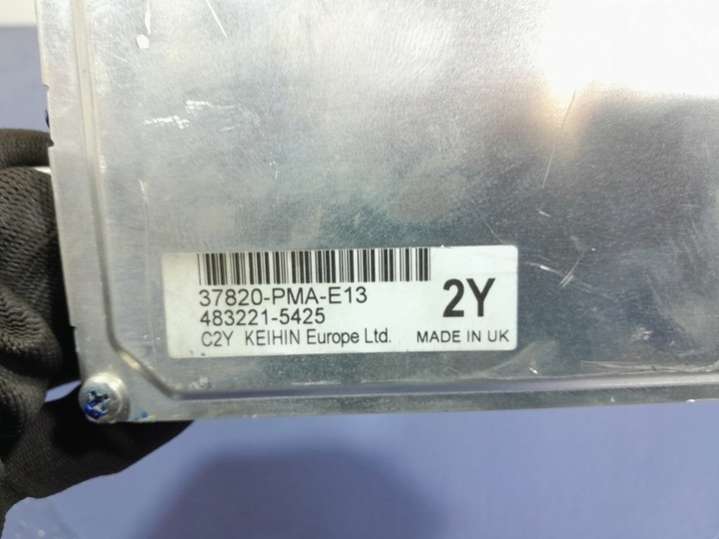 37820-PMA-E13
483221-5425
2Y
C2Y KEIHIN Europe Ltd. MADE IN UK